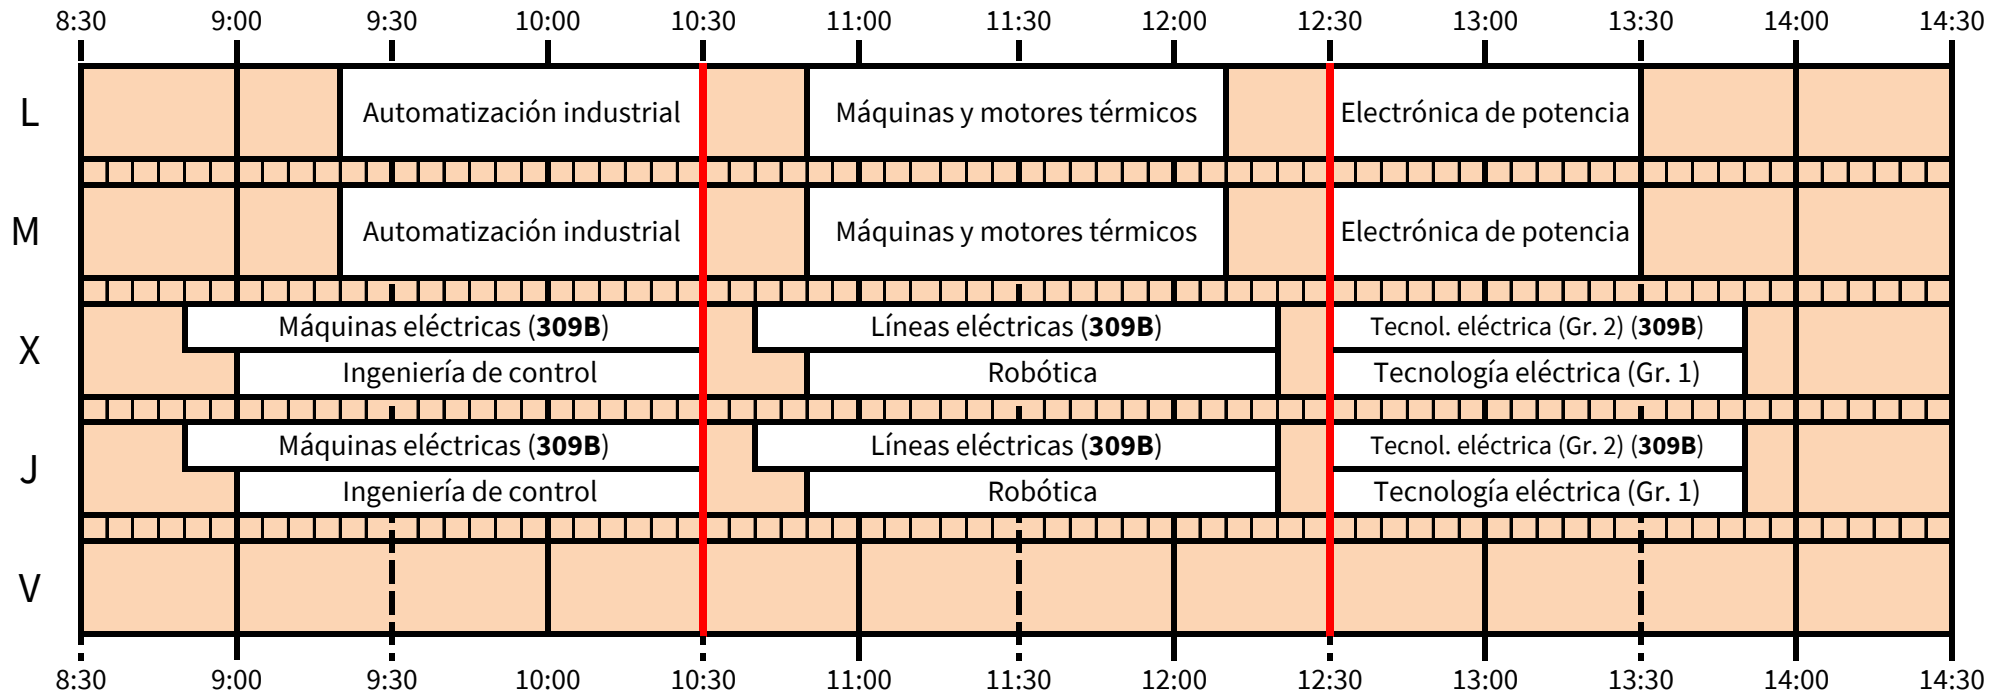 8:30 9:00 9:30 10:00 10:30 11:00 11:30 12:00 12:30 13:00 13:30 14:00 14:30
L Automatización industrial Máquinas y motores térmicos Electrónica de potencia
M Automatización industrial Máquinas y motores térmicos Electrónica de potencia
X
Máquinas eléctricas (309B) Líneas eléctricas (309B) Tecnol. eléctrica (Gr. 2) (309B)
Ingeniería de control Robótica Tecnología eléctrica (Gr. 1)
J
Máquinas eléctricas (309B) Líneas eléctricas (309B) Tecnol. eléctrica (Gr. 2) (309B)
Ingeniería de control Robótica Tecnología eléctrica (Gr. 1)
V
8:30 9:00 9:30 10:00 10:30 11:00 11:30 12:00 12:30 13:00 13:30 14:00 14:30